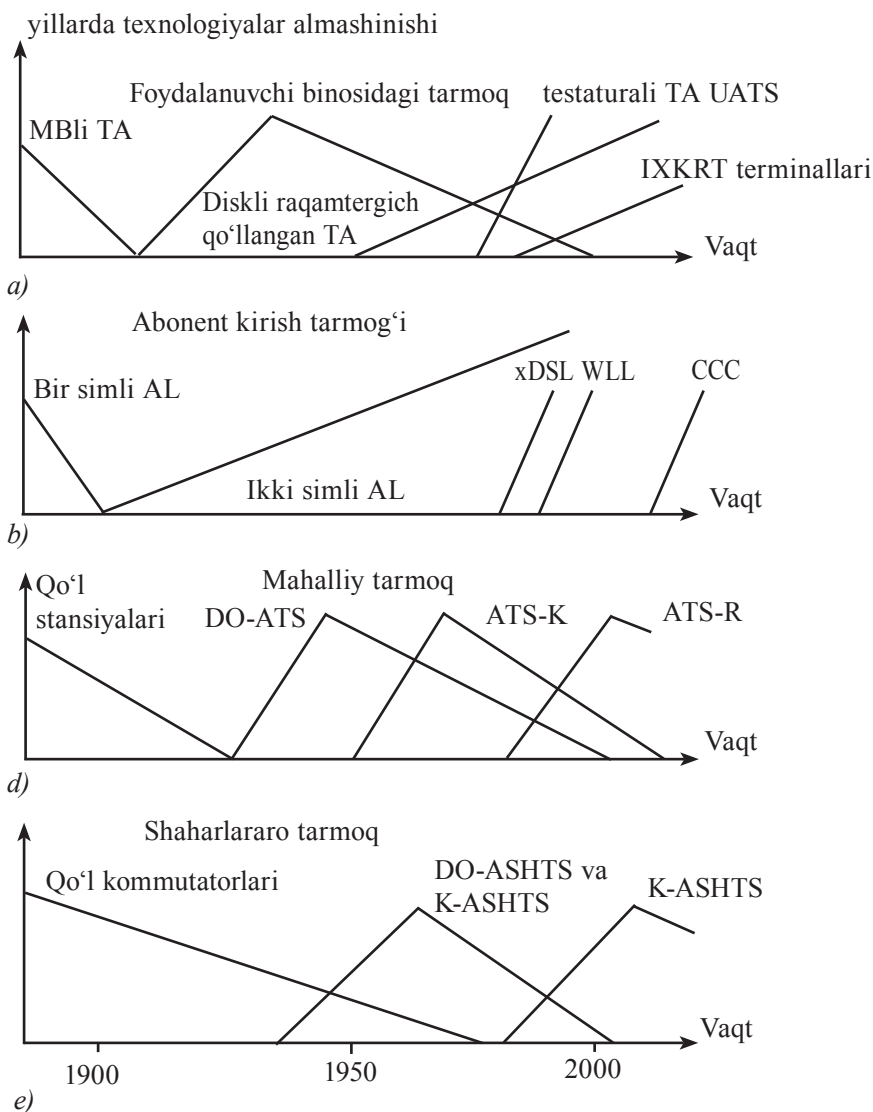 yillarda texnologiyalar almashinishi
Foydalanuvchi binosidagi tarmoq
testaturali TA UATS
MBli TA
IXKRT terminallari
Diskli raqamtergich
qo'llangan TA
Vaqt
a)
Abonent kirish tarmog‘i
xDSL WLL
CCC
Bir simli AL
Ikki simli AL
Vaqt
b)
Qo‘l
stansiyalari
Mahalliy tarmoq
DO-ATS
ATS-K
ATS-R
Vaqt
d)
Shaharlararo tarmoq
Qo‘l kommutatorlari
DO-ASHTS va
K-ASHTS
K-ASHTS
Vaqt
1900
1950
2000
e)